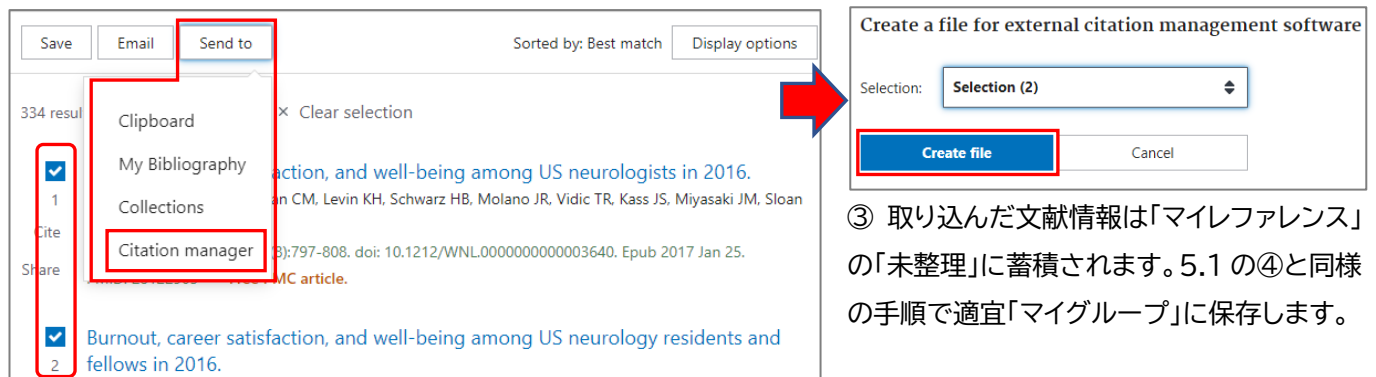 Save Email Send to Sorted by: Best match Display options
334 resul × Clear selection
Clipboard
My Bibliography
Collections
Citation manager
action, and well-being among US neurologists in 2016.
1 an CM, Levin KH, Schwarz HB, Molano JR, Vidic TR, Kass JS, Miyasaki JM, Sloan
Cite
):797-808. doi: 10.1212/WNL.0000000000003640. Epub 2017 Jan 25.
Share MC article.
Burnout, career satisfaction, and well-being among US neurology residents and
2 fellows in 2016.
Create a file for external citation management software
Selection: Selection (2)
Create file Cancel
③ 取り込んだ文献情報は「マイレファレンス」
の「未整理」に蓄積されます。5.1 の④と同様
の手順で適宜「マイグループ」に保存します。